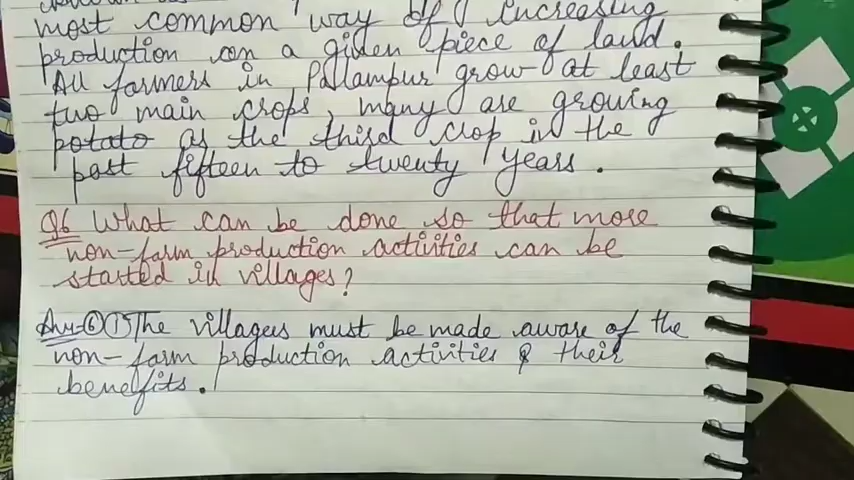 most common way of increasing
production on a given piece of land.
All farmers in Palampur grow at least
two main crops, many are growing
potato as the third crop in the
past fifteen to twenty years.
Q6 What can be done so that more
non-farm production activities can be
started in villages?
Ans-⑥① The villagers must be made aware of the
non-farm production activities & their
benefits.